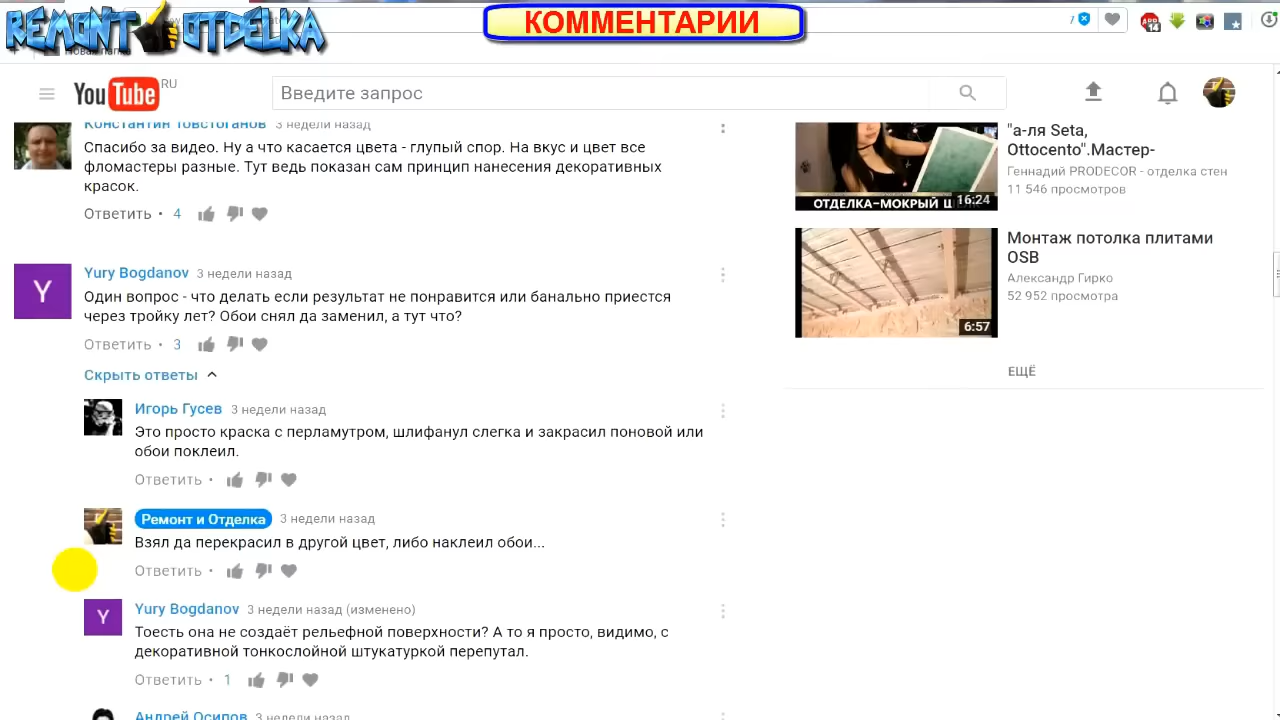 REMONT ОТDELKA
КОММЕНТАРИИ
14
YouTube RU
Введите запрос
Константин Товстоганов 3 недели назад
Спасибо за видео. Ну а что касается цвета - глупый спор. На вкус и цвет все
фломастеры разные. Тут ведь показан сам принцип нанесения декоративных
красок.
Ответить • 4
Yury Bogdanov 3 недели назад
Y
Один вопрос - что делать если результат не понравится или банально приестся
через тройку лет? Обои снял да заменил, а тут что?
Ответить • 3
Скрыть ответы
Игорь Гусев 3 недели назад
Это просто краска с перламутром, шлифанул слегка и закрасил поновой или
обои поклеил.
Ответить •
Ремонт и Отделка 3 недели назад
Взял да перекрасил в другой цвет, либо наклеил обои...
Ответить •
Yury Bogdanov 3 недели назад (изменено)
Y
Тоесть она не создаёт рельефной поверхности? А то я просто, видимо, с
декоративной тонкослойной штукатуркой перепутал.
Ответить • 1
Андрей Осипов 3 недели назад
"а-ля Seta,
Ottocento".Мастер-
Геннадий PRODECOR - отделка стен
11 546 просмотров
ОТДЕЛКА-МОКРЫЙ
16:24
Монтаж потолка плитами
OSB
Александр Гирко
52 952 просмотра
6:57
ЕЩЁ